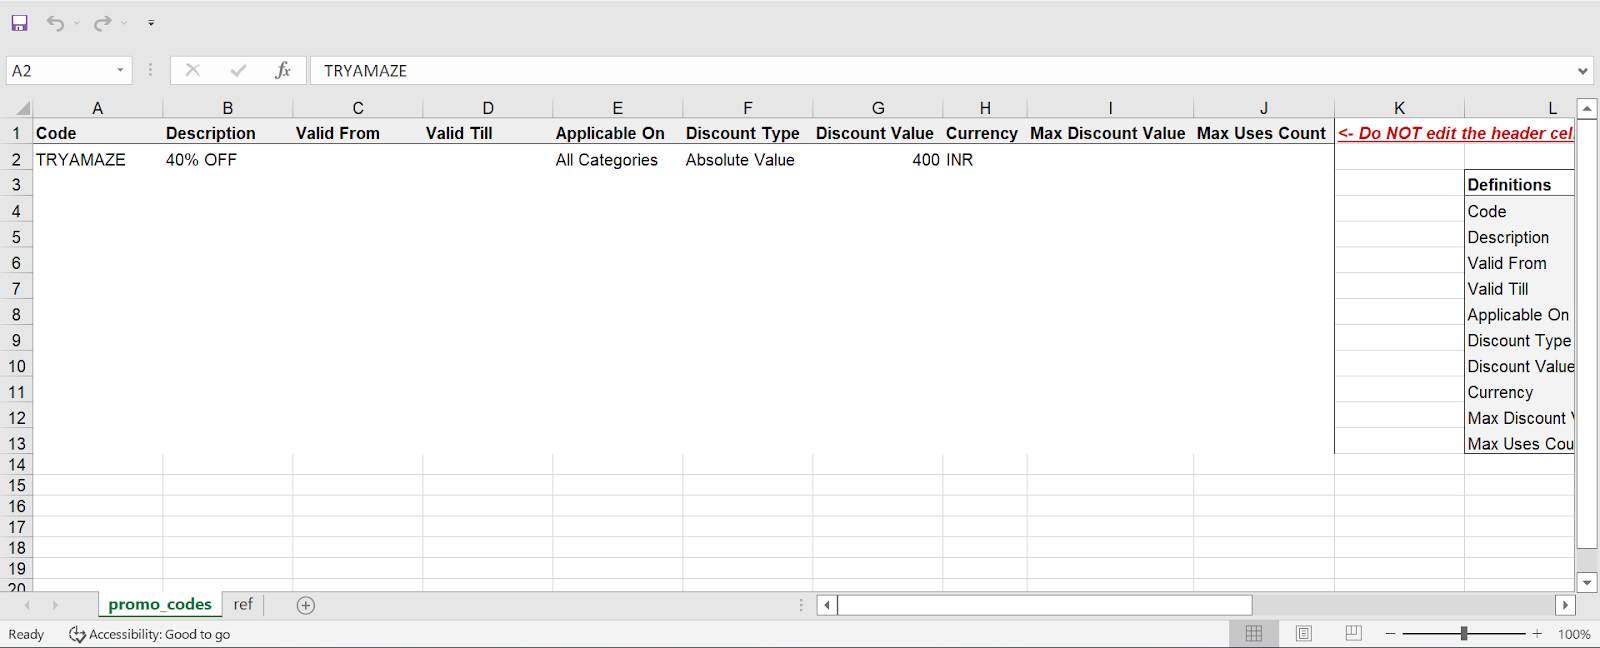 A2 fx TRYAMAZE
A B C D E F G H I J K L
1 Code Description Valid From Valid Till Applicable On Discount Type Discount Value Currency Max Discount Value Max Uses Count <- Do NOT edit the header cel
2 TRYAMAZE 40% OFF All Categories Absolute Value 400 INR
3 Definitions
4 Code
5 Description
6 Valid From
7 Valid Till
8 Applicable On
9 Discount Type
10 Discount Value
11 Currency
12 Max Discount
13 Max Uses Cou
14
15
16
17
18
19
20
promo_codes ref
Ready Accessibility: Good to go 100%